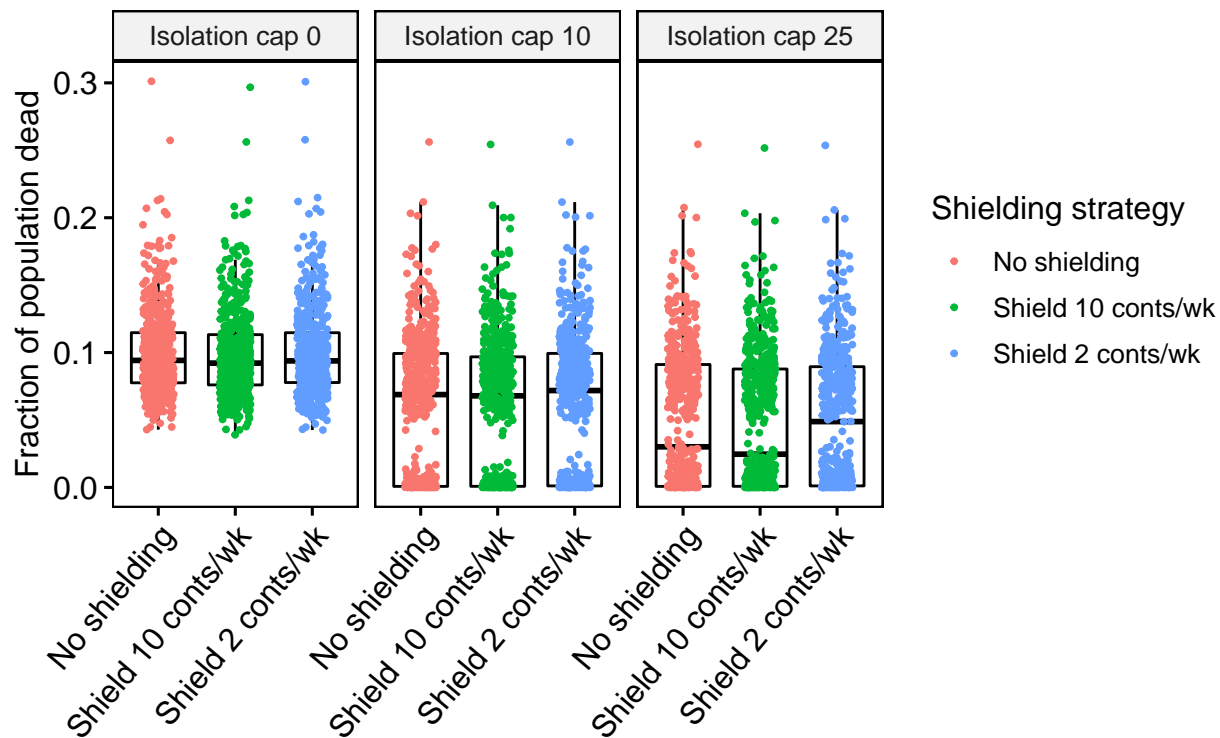 Isolation cap 0
Isolation cap 10
Isolation cap 25
Fraction of population dead
0.3
0.2
0.1
0.0
No shielding
Shield 10 conts/wk
Shield 2 conts/wk
No shielding
Shield 10 conts/wk
Shield 2 conts/wk
No shielding
Shield 10 conts/wk
Shield 2 conts/wk
Shielding strategy
No shielding
Shield 10 conts/wk
Shield 2 conts/wk